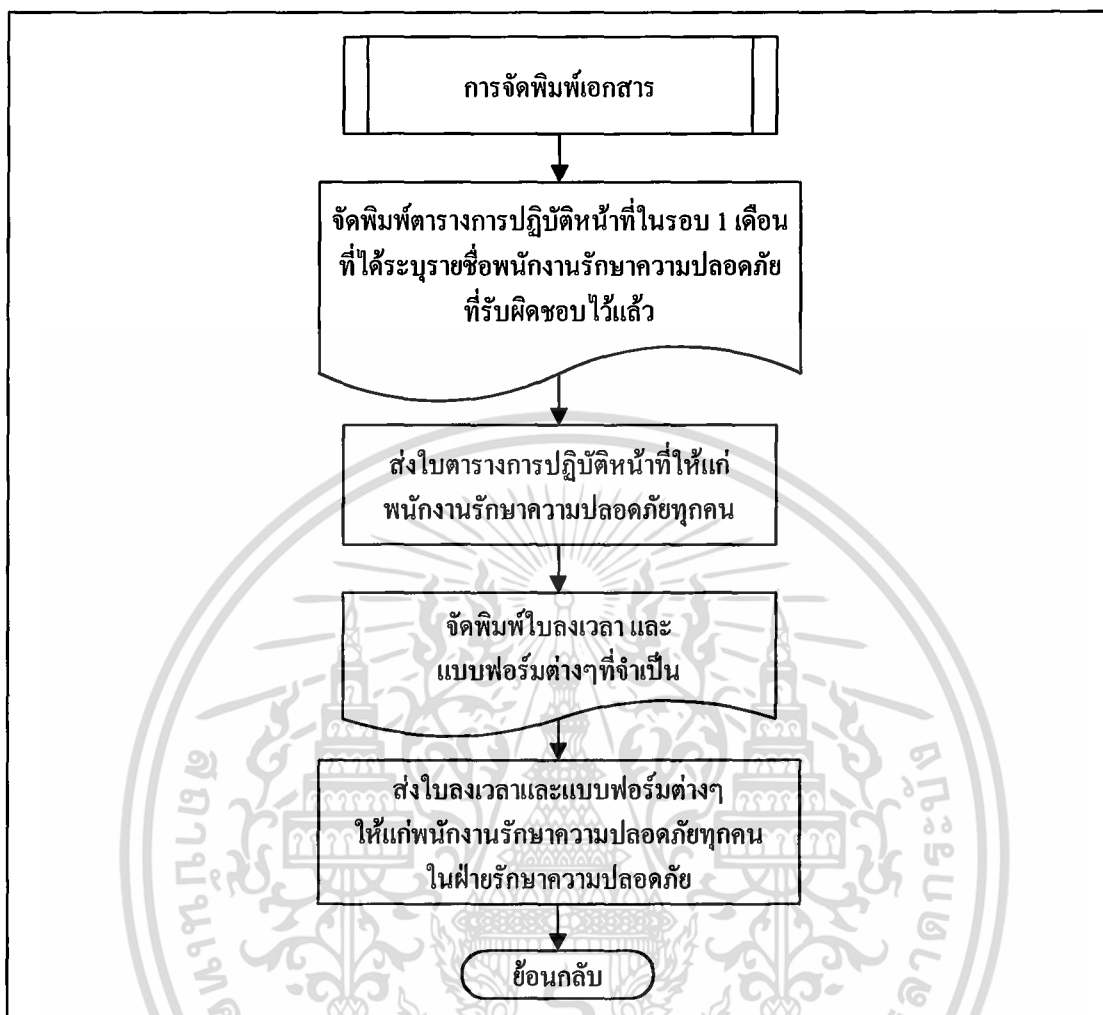 การจัดพิมพ์เอกสาร
จัดพิมพ์ตารางการปฏิบัติหน้าที่ในรอบ 1 เดือน
ที่ได้ระบุรายชื่อพนักงานรักษาความปลอดภัย
ที่รับผิดชอบไว้แล้ว
ส่งใบตารางการปฏิบัติหน้าที่ให้แก่
พนักงานรักษาความปลอดภัยทุกคน
จัดพิมพ์ใบลงเวลา และ
แบบฟอร์มต่างๆที่จำเป็น
ส่งใบลงเวลาและแบบฟอร์มต่างๆ
ให้แก่พนักงานรักษาความปลอดภัยทุกคน
ในฝ่ายรักษาความปลอดภัย
ย้อนกลับ